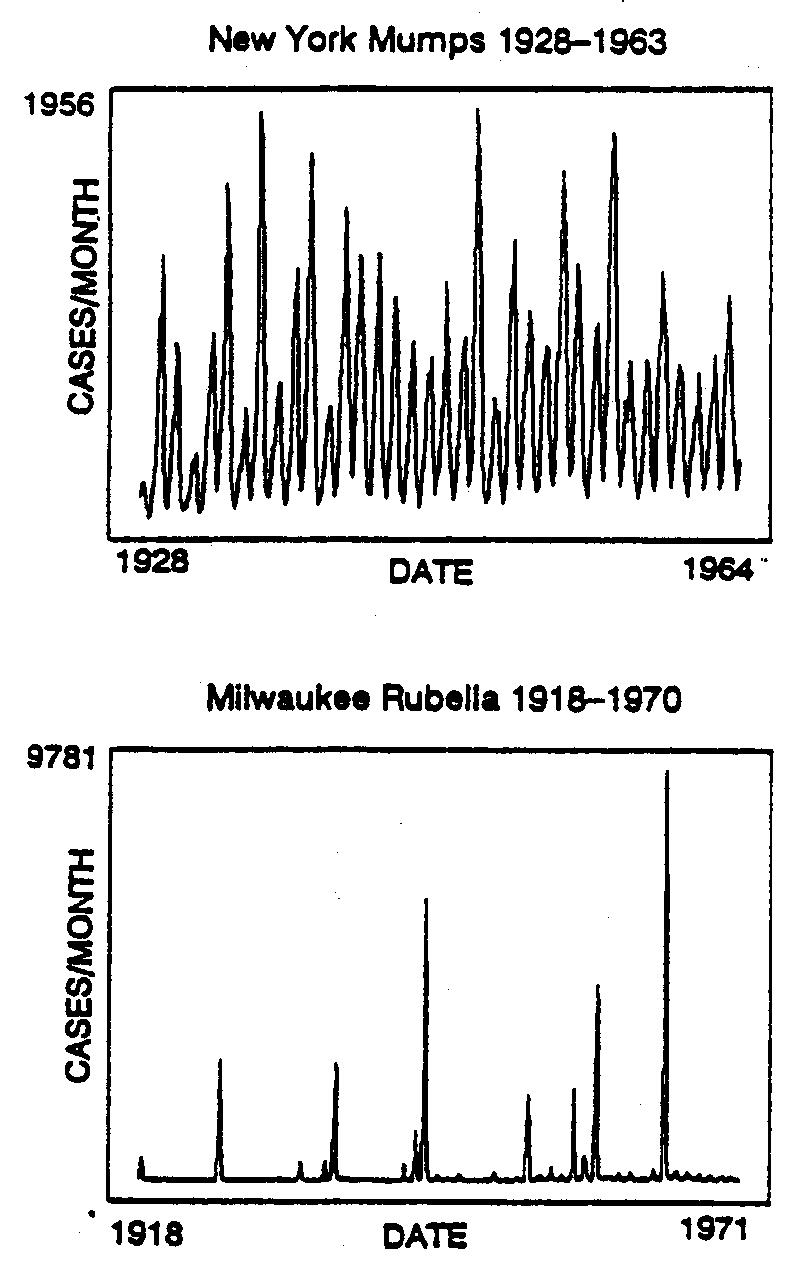 New York Mumps 1928–1963
1956
CASES/MONTH
1928
DATE
1964
Milwaukee Rubella 1918–1970
9781
CASES/MONTH
1918
DATE
1971